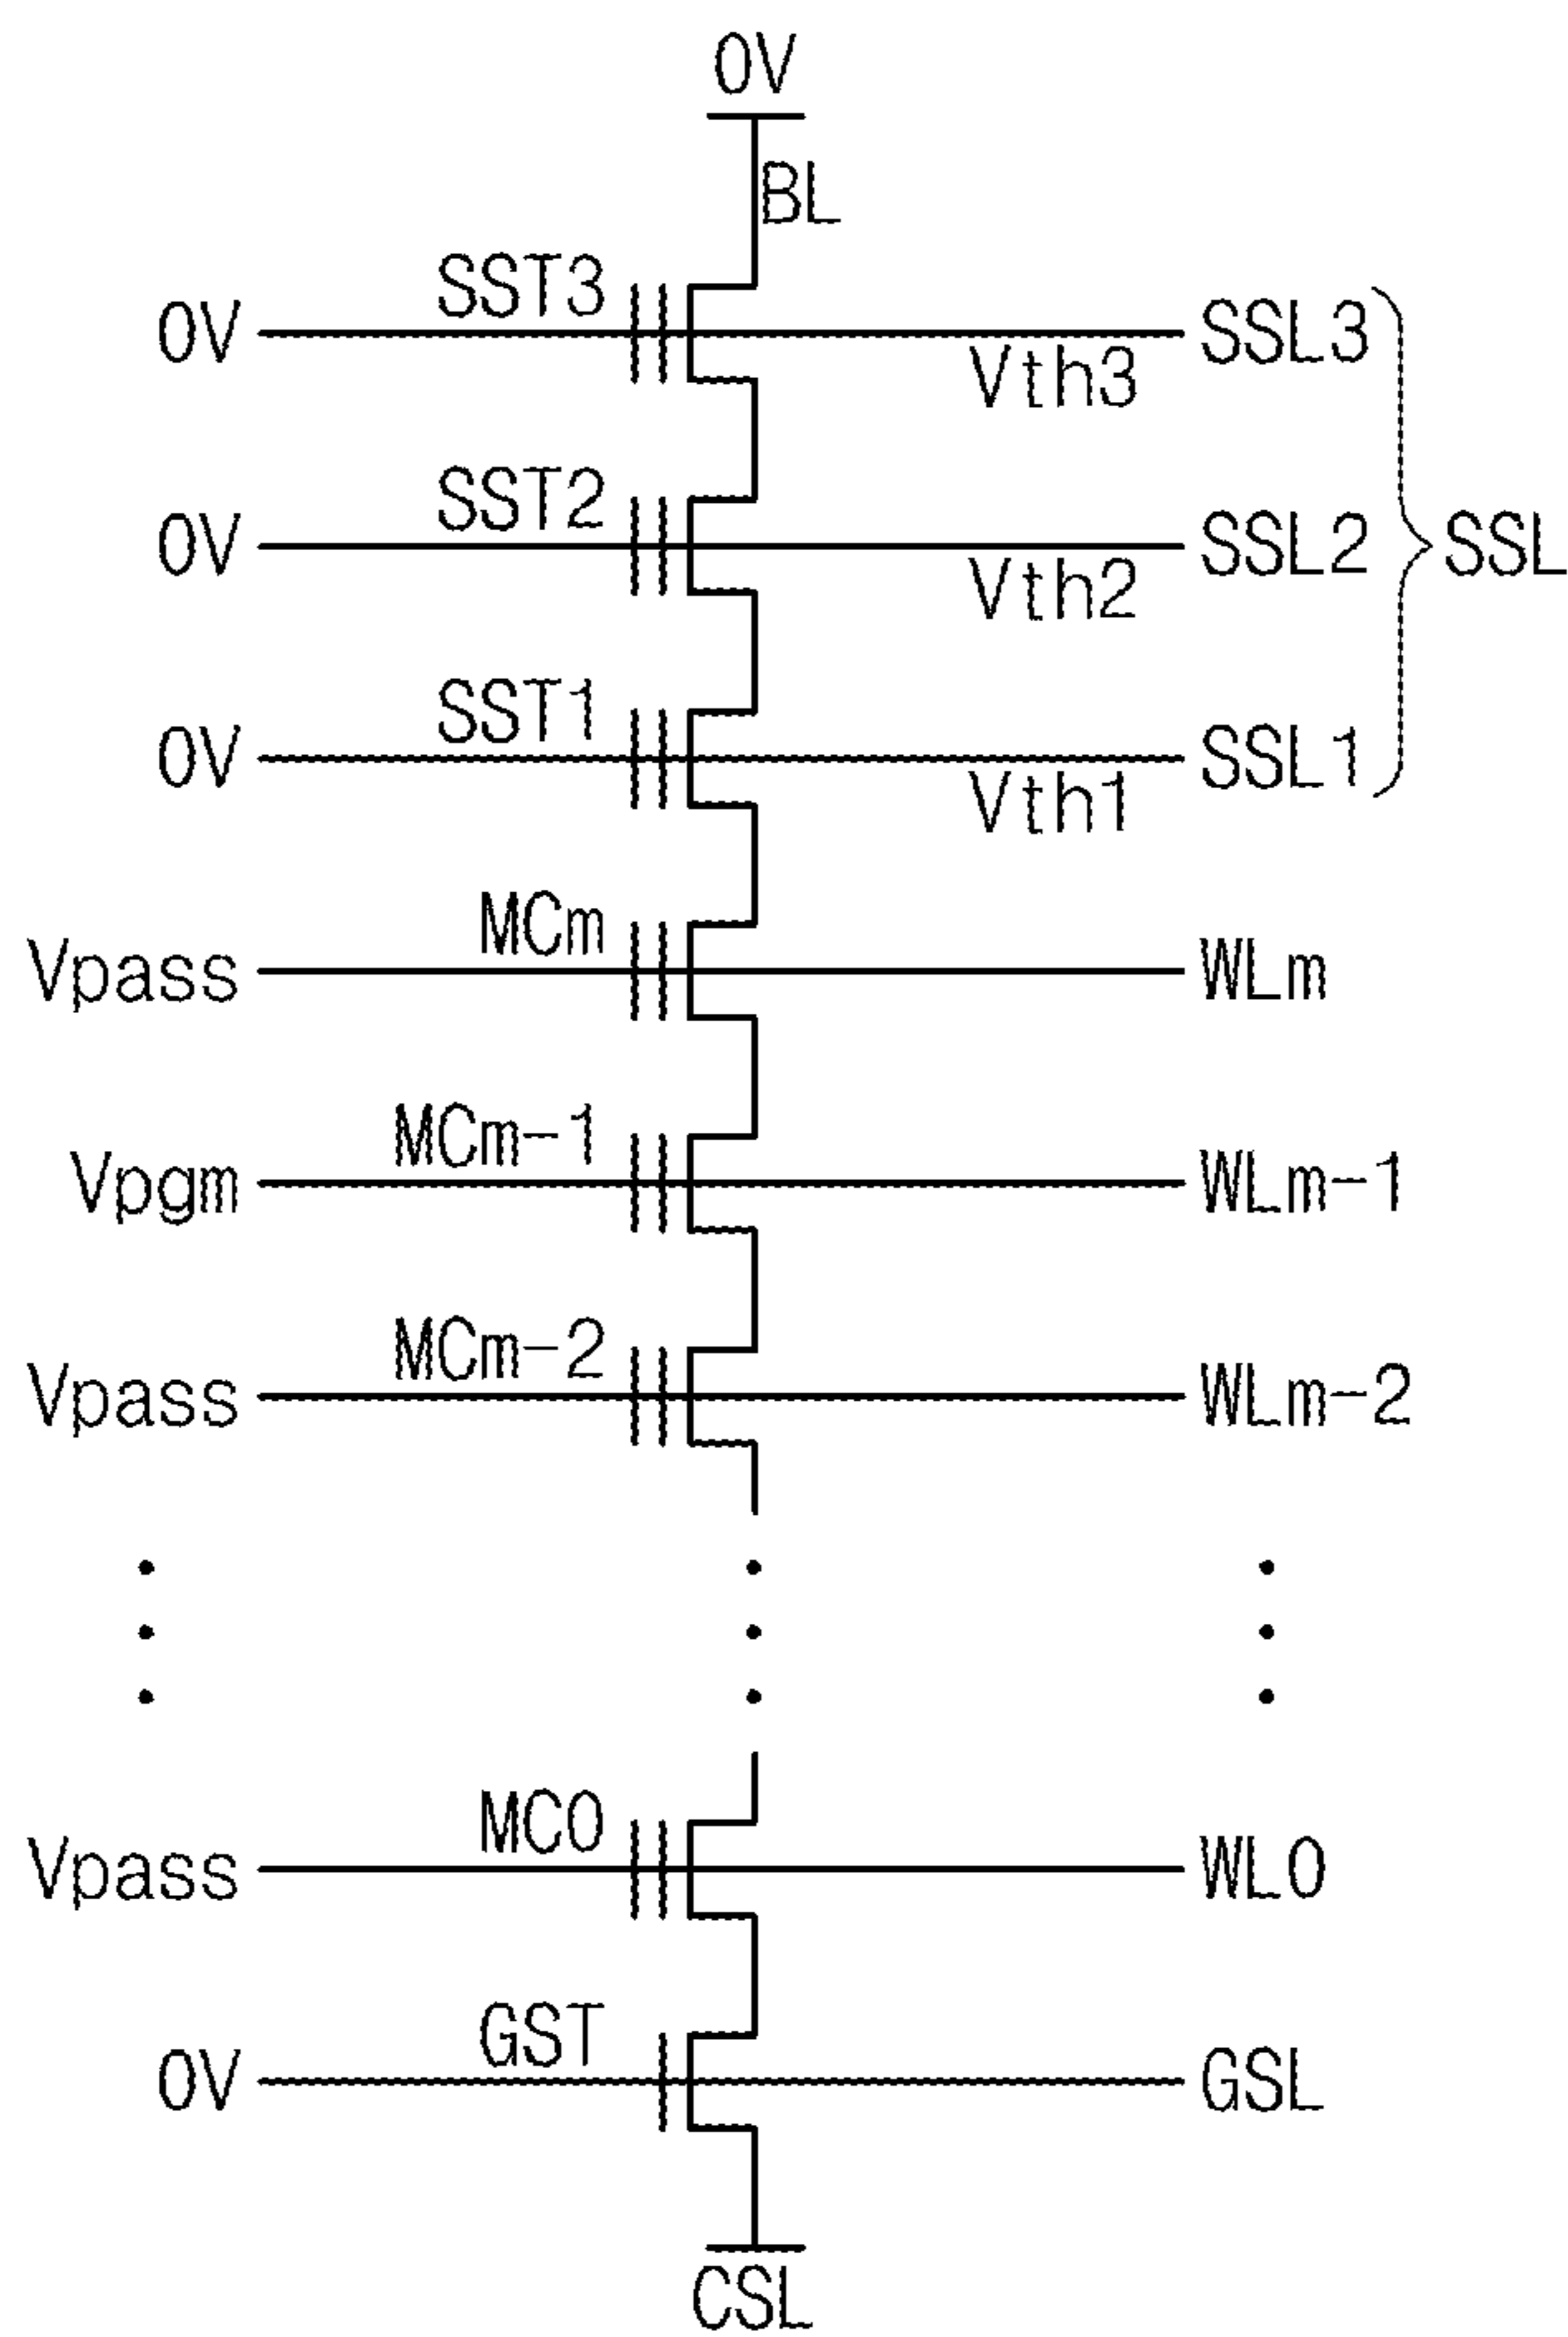 0V
BL
SST3
0V
SSL3
Vth3
SST2
0V
SSL2
SSL
Vth2
SST1
0V
SSL1
Vth1
MCm
Vpass
WLm
MCm-1
Vpgm
WLm-1
MCm-2
Vpass
WLm-2
MC0
Vpass
WL0
GST
0V
GSL
CSL